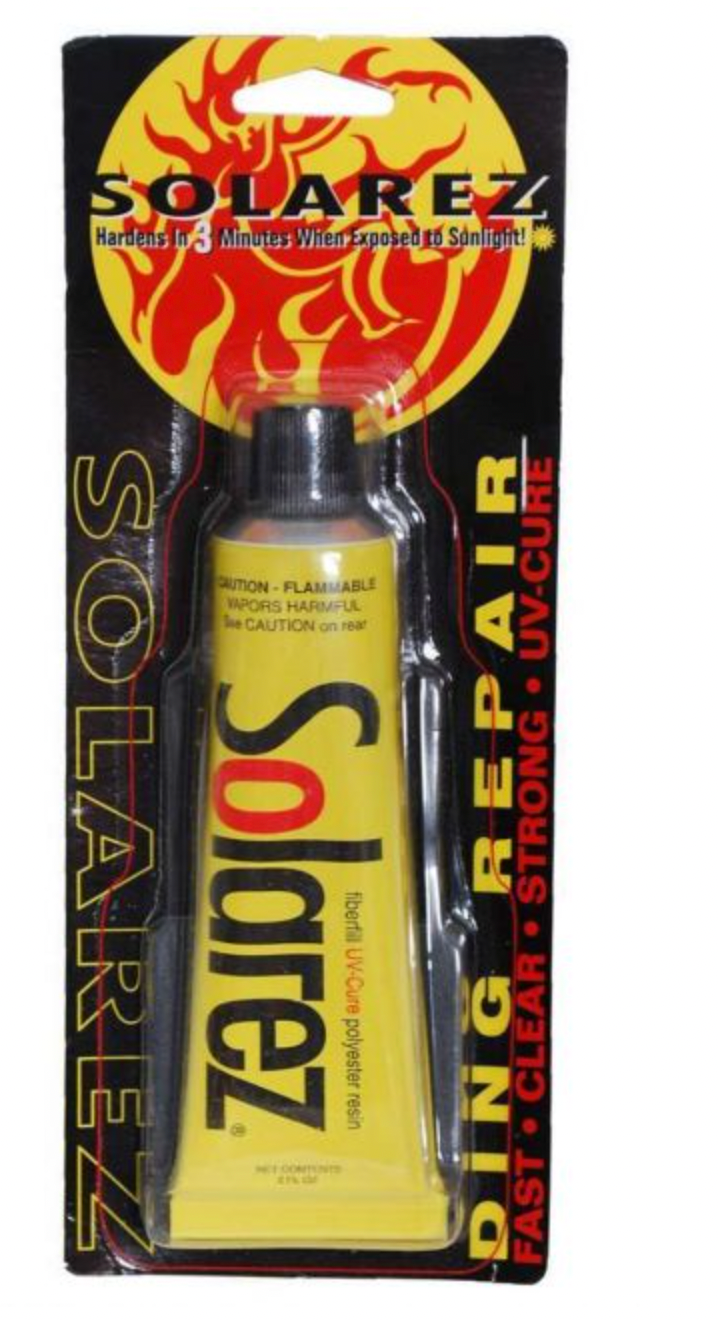 SOLAREZ
Hardens In 3 Minutes When Exposed to Sunlight!
SOLAREZ
CAUTION - FLAMMABLE
VAPORS HARMFUL
See CAUTION on rear
Solarez®
fiberfill UV-Cure polyester resin
NET CONTENTS
DING REPAIR
FAST • CLEAR • STRONG • UV-CURE